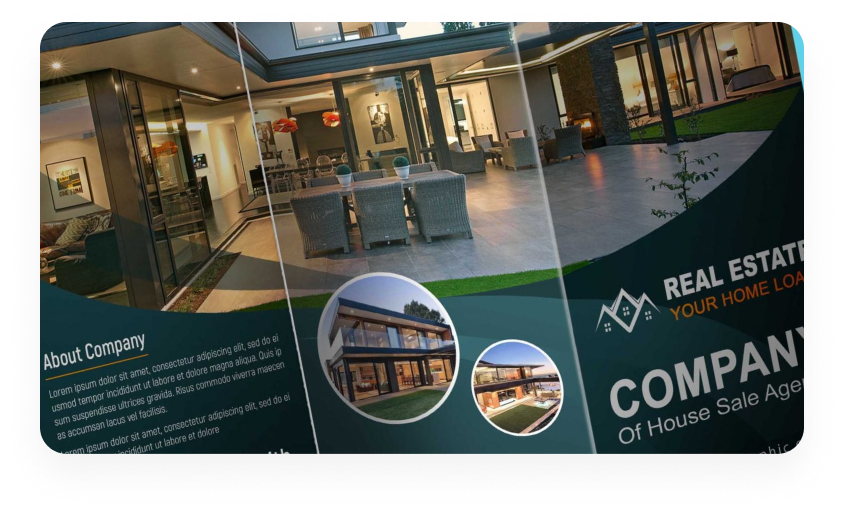 About Company
Lorem ipsum dolor sit amet, consectetur adipiscing elit, sed do ei
usmod tempor incididunt ut labore et dolore magna aliqua. Quis ip
sum suspendisse ultrices gravida. Risus commodo viverra maecen
as accumsan lacus vel facilisis.
Lorem ipsum dolor sit amet, consectetur adipiscing elit, sed do ei
incididunt ut labore et dolore
REAL ESTATE
YOUR HOME LOA
COMPANY
Of House Sale Agen